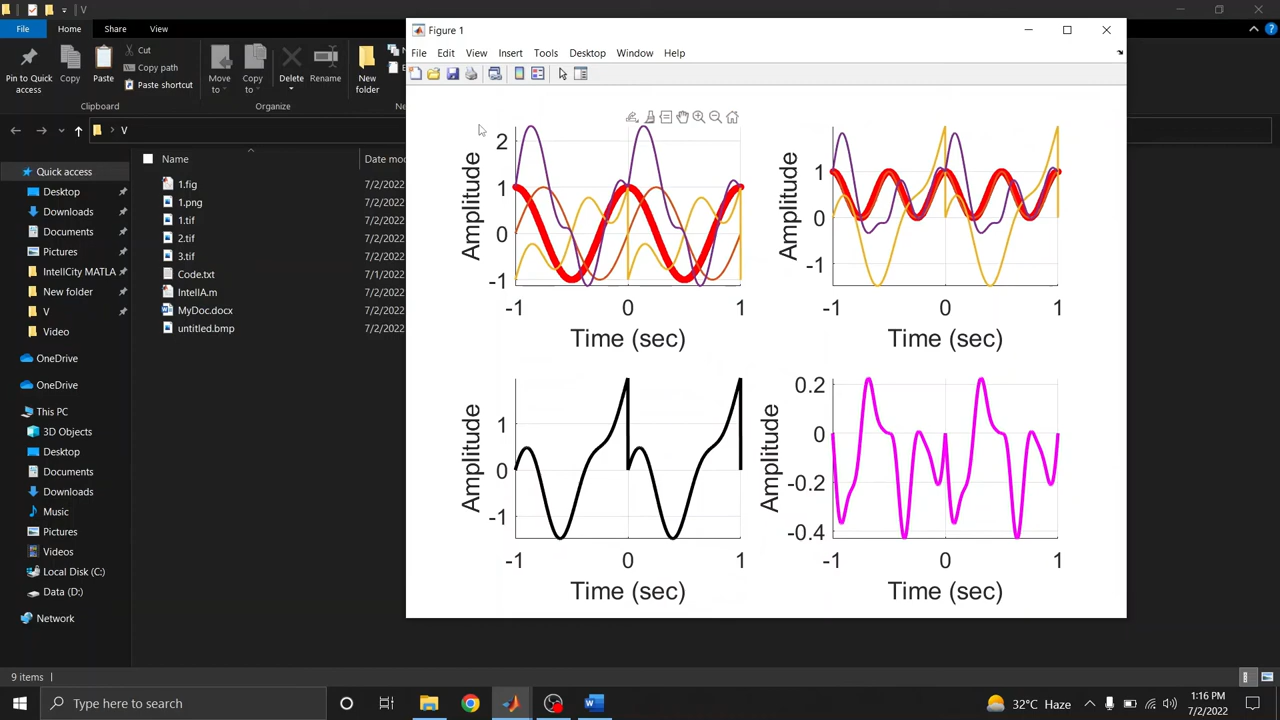 V
File
Home
Share
View
Pin to Quick access
Copy
Paste
Cut
Copy path
Paste shortcut
Clipboard
Move to
Copy to
Delete
Rename
New folder
Organize
V
Quick access
Desktop
Downloads
Documents
Pictures
IntellCity MATLA
New folder
V
Video
OneDrive
OneDrive
This PC
3D Objects
Desktop
Documents
Downloads
Music
Pictures
Videos
Local Disk (C:)
Data (D:)
Network
Name
Date mod
1.fig 7/2/2022
1.png 7/2/2022
1.tif 7/2/2022
2.tif 7/2/2022
3.tif 7/2/2022
Code.txt 7/1/2022
IntellA.m 7/2/2022
MyDoc.docx 7/2/2022
untitled.bmp 7/2/2022
9 items
Figure 1
File Edit View Insert Tools Desktop Window Help
Amplitude
2
1
0
-1
-1 0 1
Time (sec)
Amplitude
1
0
-1
-1 0 1
Time (sec)
Amplitude
1
0
-1
-1 0 1
Time (sec)
Amplitude
0.2
0
-0.2
-0.4
-1 0 1
Time (sec)
Type here to search
32°C Haze
1:16 PM
7/2/2022